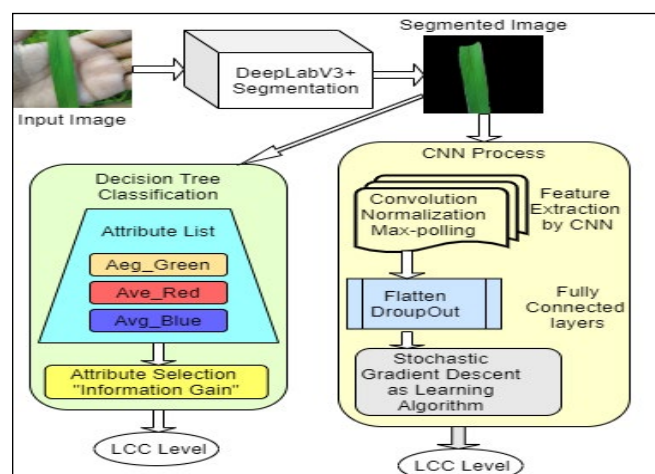 Segmented Image
DeepLabV3+
Segmentation
Input Image
Decision Tree
Classification
Attribute List
Aeg_Green
Ave_Red
Avg_Blue
Attribute Selection
"Information Gain"
LCC Level
CNN Process
Convolution
Normalization
Max-polling
Feature
Extraction
by CNN
Flatten
DroupOut
Fully
Connected
layers
Stochastic
Gradient Descent
as Learning
Algorithm
LCC Level